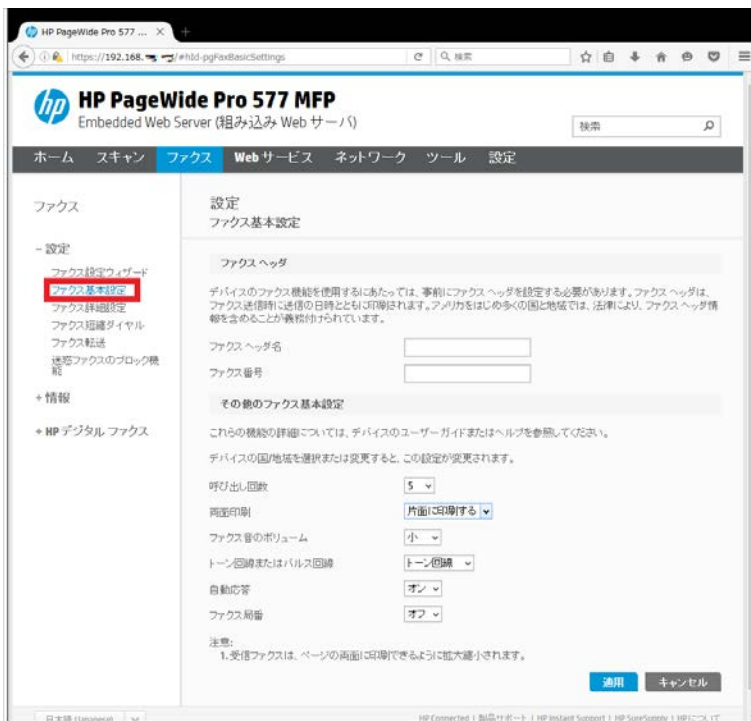 HP PageWide Pro 577 ...
https://192.168. /#hId-pgFaxBasicSettings
検索
hp
HP PageWide Pro 577 MFP
Embedded Web Server (組み込み Web サーバ)
検索
ホーム スキャン ファクス Web サービス ネットワーク ツール 設定
ファクス
設定
ファクス基本設定
- 設定
ファクス設定ウィザード
ファクス基本設定
ファクス詳細設定
ファクス短縮ダイヤル
ファクス転送
迷惑ファクスのブロック機能
+ 情報
+ HP デジタル ファクス
ファクス ヘッダ
デバイスのファクス機能を使用するにあたっては、事前にファクス ヘッダを設定する必要があります。ファクス ヘッダは、
ファクス送信時に送信の日時とともに印刷されます。アメリカをはじめ多くの国と地域では、法律により、ファクス ヘッダ情
報を含めることが義務付けられています。
ファクス ヘッダ名
ファクス番号
その他のファクス基本設定
これらの機能の詳細については、デバイスのユーザー ガイドまたはヘルプを参照してください。
デバイスの国/地域を選択または変更すると、この設定が変更されます。
呼び出し回数 5
両面印刷 片面に印刷する
ファクス音のボリューム 小
トーン回線またはパルス回線 トーン回線
自動応答 オン
ファクス局番 オフ
注意:
1. 受信ファクスは、ページの両面に印刷できるように拡大縮小されます。
適用 キャンセル
日本語 (Japanese)
HP Connected | 製品サポート | HP Instant Support | HP SureSupply | HPについて